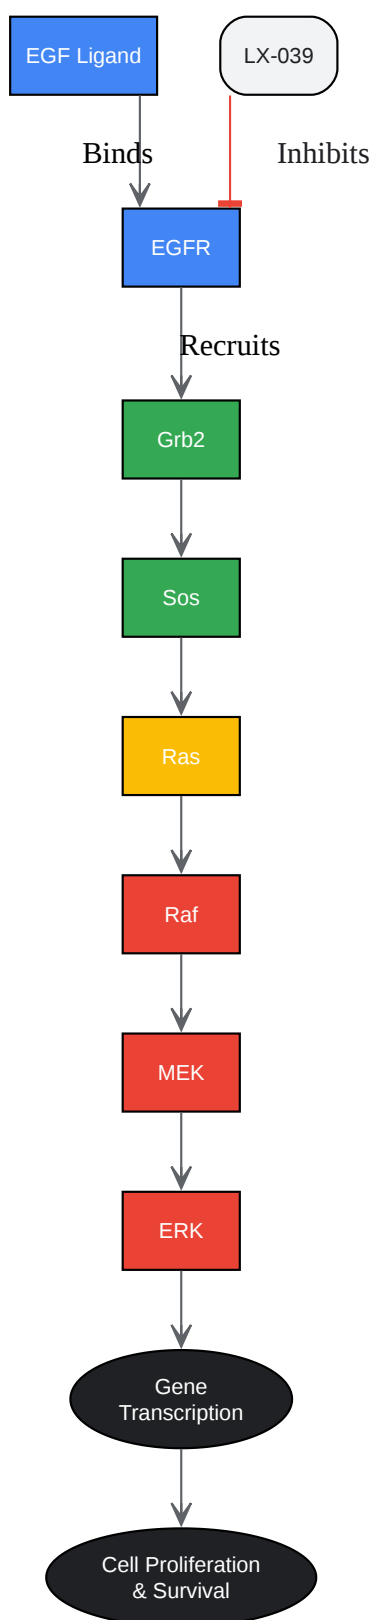 EGF Ligand
LX-039
Binds
Inhibits
EGFR
Recruits
Grb2
Sos
Ras
Raf
MEK
ERK
Gene
Transcription
Cell Proliferation
& Survival